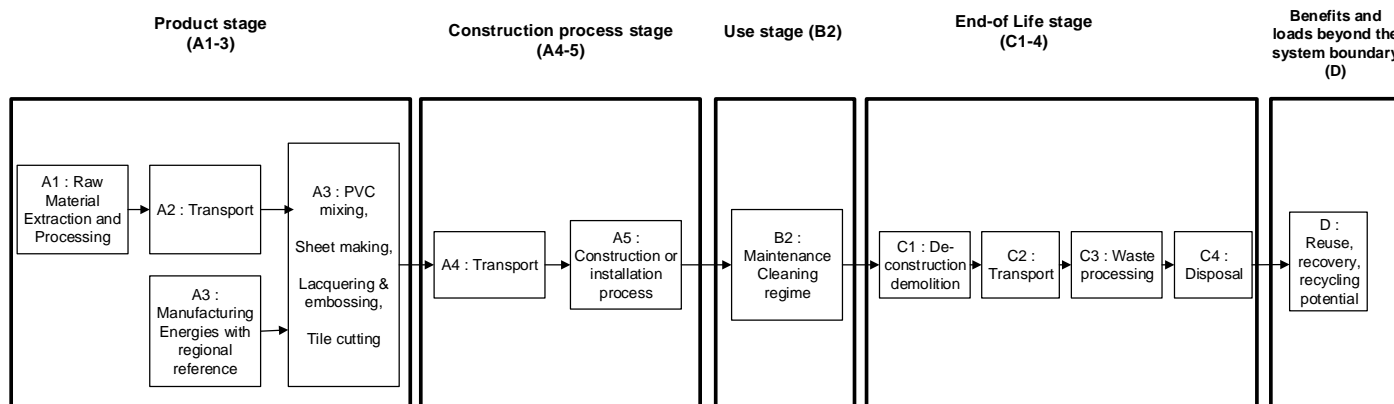 Product stage
(A1-3)
Construction process stage
(A4-5)
Use stage (B2)
End-of Life stage
(C1-4)
Benefits and
loads beyond the
system boundary
(D)
A1 : Raw
Material
Extraction and
Processing
A2 : Transport
A3 :
Manufacturing
Energies with
regional
reference
A3 : PVC
mixing,
Sheet making,
Lacquering &
embossing,
Tile cutting
A4 : Transport
A5 :
Construction or
installation
process
B2 :
Maintenance
Cleaning
regime
C1 : De-
construction
demolition
C2 :
Transport
C3 : Waste
processing
C4 :
Disposal
D :
Reuse,
recovery,
recycling
potential